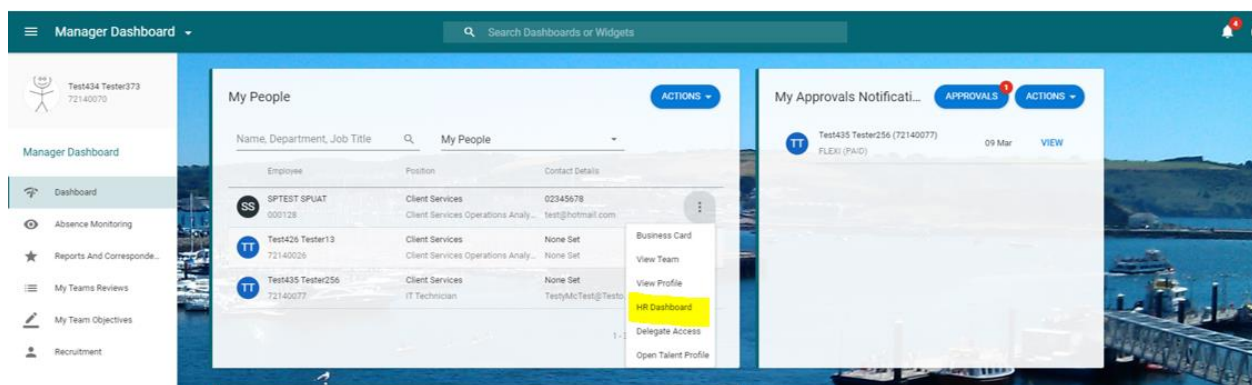 Manager Dashboard
Search Dashboards or Widgets
4
Test434 Tester373
72140070
Manager Dashboard
Dashboard
Absence Monitoring
Reports And Corresponde...
My Teams Reviews
My Team Objectives
Recruitment
My People
ACTIONS
Name, Department, Job Title
My People
Employee Position Contact Details
SS SPTEST SPUAT Client Services 02345678
000128 Client Services Operations Analy... test@hotmail.com
TT Test426 Tester13 Client Services None Set
72140026 Client Services Operations Analy... None Set
TT Test435 Tester256 Client Services None Set
72140077 IT Technician TestyMcTest@Testo
Business Card
View Team
View Profile
HR Dashboard
Delegate Access
Open Talent Profile
My Approvals Notificati...
APPROVALS 1
ACTIONS
TT Test435 Tester256 (72140077) 09 Mar VIEW
FLEXI (PAID)